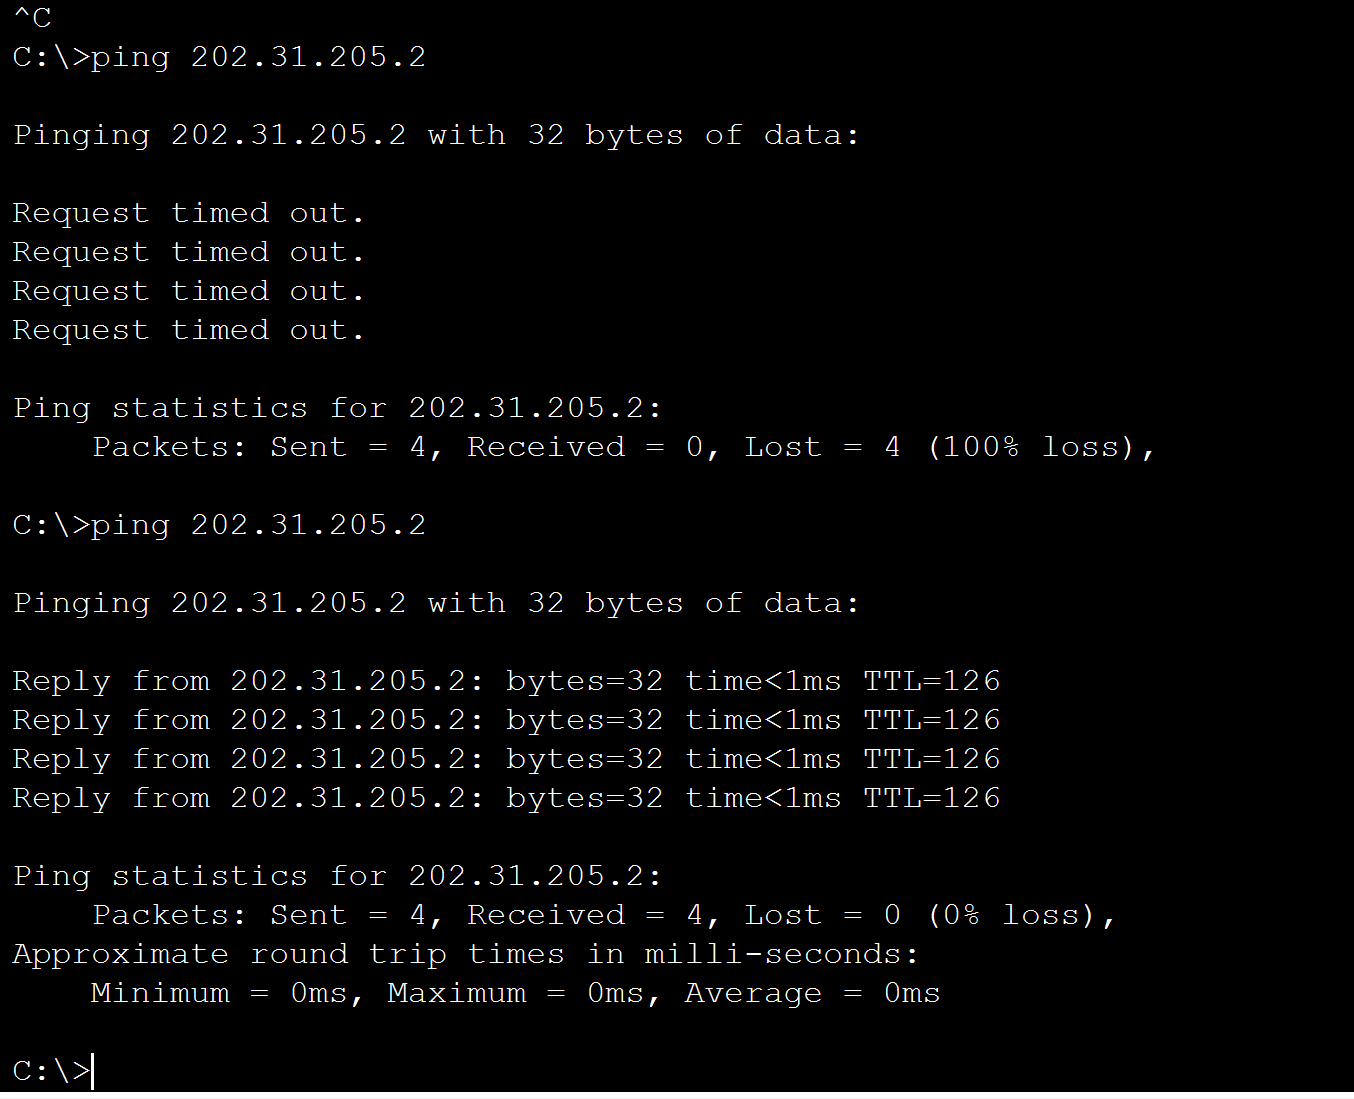 ^C
C:\>ping 202.31.205.2
Pinging 202.31.205.2 with 32 bytes of data:
Request timed out.
Request timed out.
Request timed out.
Request timed out.
Ping statistics for 202.31.205.2:
    Packets: Sent = 4, Received = 0, Lost = 4 (100% loss),
C:\>ping 202.31.205.2
Pinging 202.31.205.2 with 32 bytes of data:
Reply from 202.31.205.2: bytes=32 time<1ms TTL=126
Reply from 202.31.205.2: bytes=32 time<1ms TTL=126
Reply from 202.31.205.2: bytes=32 time<1ms TTL=126
Reply from 202.31.205.2: bytes=32 time<1ms TTL=126
Ping statistics for 202.31.205.2:
    Packets: Sent = 4, Received = 4, Lost = 0 (0% loss),
Approximate round trip times in milli-seconds:
    Minimum = 0ms, Maximum = 0ms, Average = 0ms
C:\>